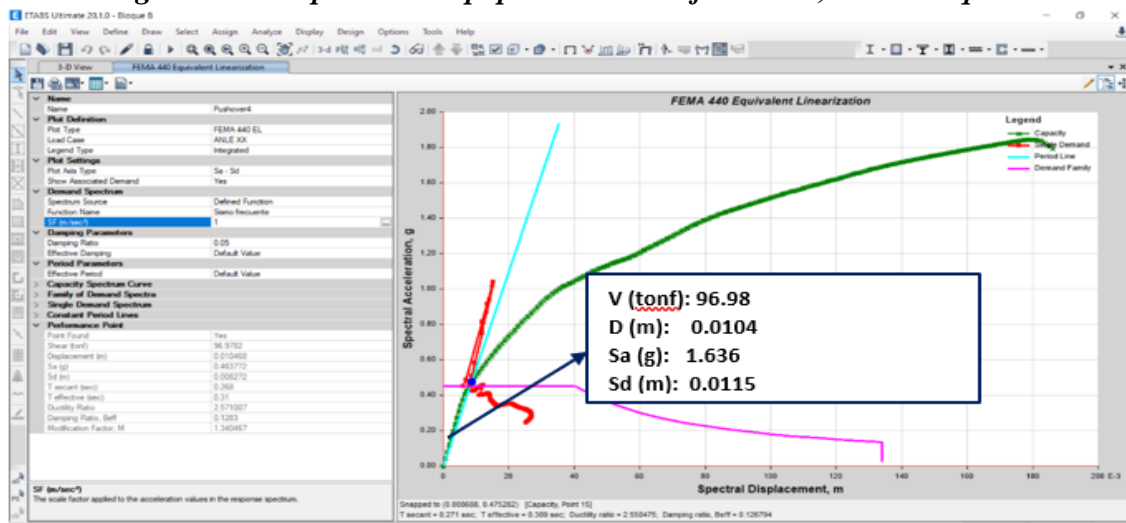 ETABS Ultimate 20.1.0 - Bloque B
File Edit View Define Draw Select Assign Analyze Display Design Options Tools Help
3-D View FEMA 440 Equivalent Linearization
Name
Name Pushover4
Plot Definition
Plot Type FEMA 440 EL
Load Case ANLE XX
Legend Type Integrated
Plot Settings
Plot Axis Type Sa - Sd
Show Associated Demand Yes
Demand Spectrum
Spectrum Source Defined Function
Function Name Sismo frecuente
SF (m/sec²) 1
Damping Parameters
Damping Ratio 0.05
Effective Damping Default Value
Period Parameters
Effective Period Default Value
Capacity Spectrum Curve
Family of Demand Spectra
Single Demand Spectrum
Constant Period Lines
Performance Point
Point Found Yes
Shear (tonf) 96.9782
Displacement (m) 0.010468
Sa (g) 0.463772
Sd (m) 0.008272
T secant (sec) 0.268
T effective (sec) 0.31
Ductility Ratio 2.571087
Damping Ratio, Beff 0.1283
Modification Factor, M 1.340467
SF (m/sec²)
The scale factor applied to the acceleration values in the response spectrum.
FEMA 440 Equivalent Linearization
Legend
Capacity
Single Demand
Period Line
Demand Family
2.00
1.80
1.60
1.40
1.20
1.00
0.80
0.60
0.40
0.20
0.00
Spectral Acceleration, g
V (tonf): 96.98
D (m): 0.0104
Sa (g): 1.636
Sd (m): 0.0115
0 20 40 60 80 100 120 140 160 180 200 E-3
Spectral Displacement, m
Snapped to (0.008688, 0.475282) [Capacity, Point 15]
T secant = 0.271 sec; T effective = 0.309 sec; Ductility ratio = 2.550475; Damping ratio, Beff = 0.126794